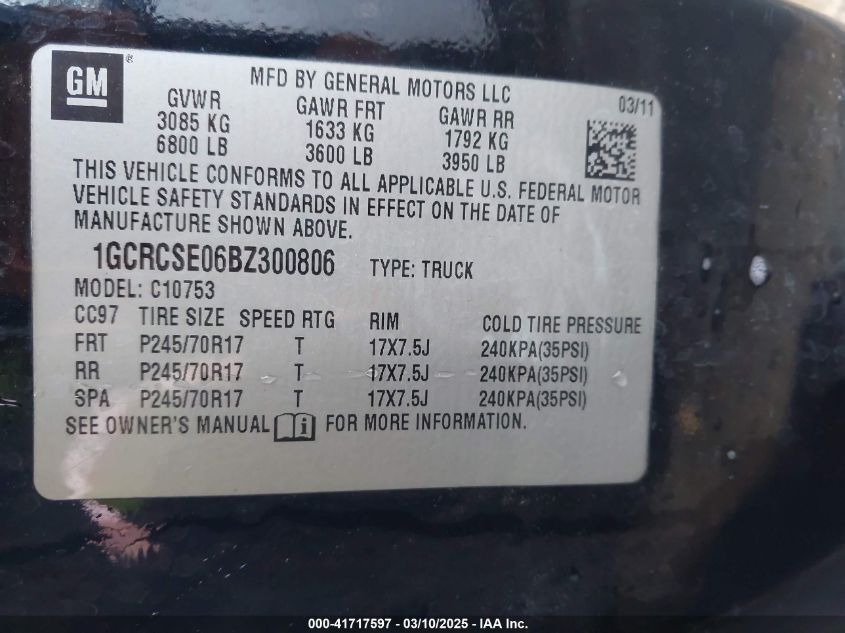 GM ®
MFD BY GENERAL MOTORS LLC
03/11
GVWR GAWR FRT GAWR RR
3085 KG 1633 KG 1792 KG
6800 LB 3600 LB 3950 LB
THIS VEHICLE CONFORMS TO ALL APPLICABLE U.S. FEDERAL MOTOR
VEHICLE SAFETY STANDARDS IN EFFECT ON THE DATE OF
MANUFACTURE SHOWN ABOVE.
1GCRCSE06BZ300806 TYPE: TRUCK
MODEL: C10753
CC97 TIRE SIZE SPEED RTG RIM COLD TIRE PRESSURE
FRT P245/70R17 T 17X7.5J 240KPA(35PSI)
RR P245/70R17 T 17X7.5J 240KPA(35PSI)
SPA P245/70R17 T 17X7.5J 240KPA(35PSI)
SEE OWNER'S MANUAL i FOR MORE INFORMATION.
000-41717597 — 03/10/2025 — IAAI.com Inc.